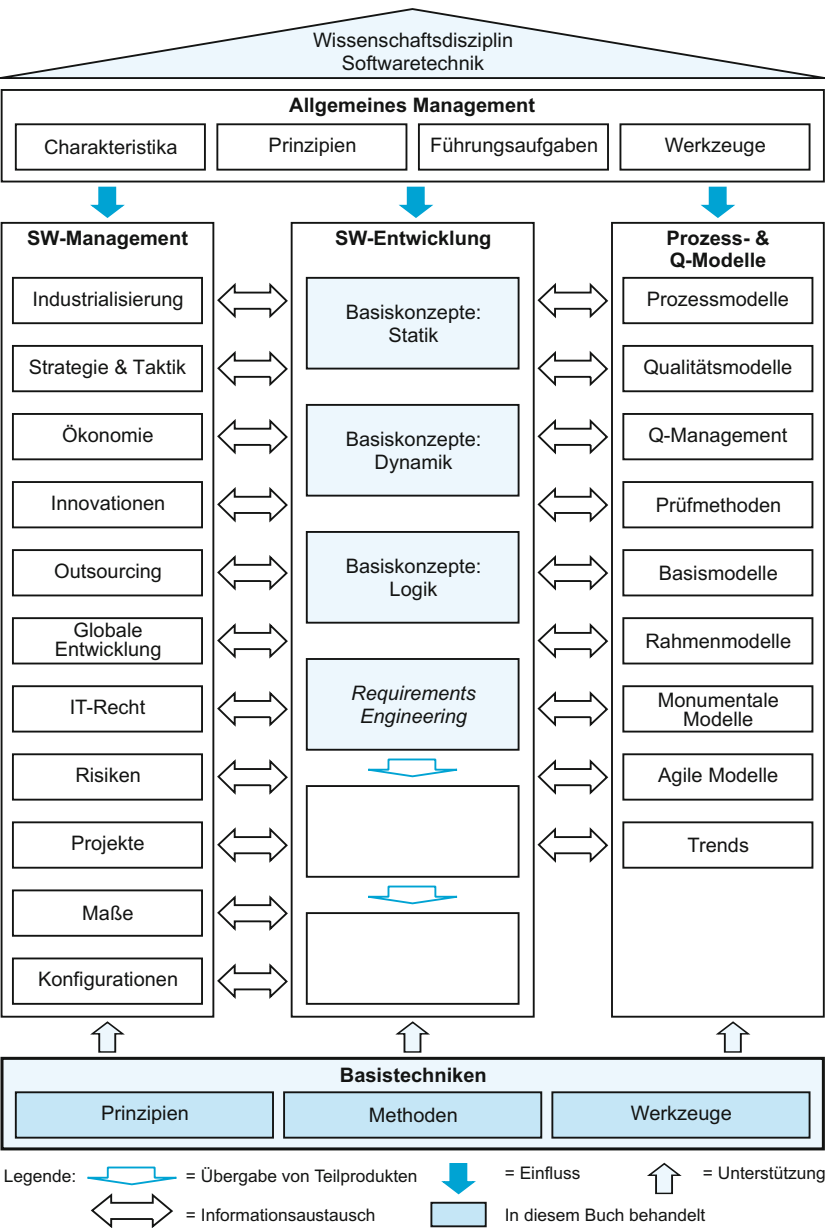 Wissenschaftsdisziplin
Softwaretechnik
Allgemeines Management
Charakteristika
Prinzipien
Führungsaufgaben
Werkzeuge
SW-Management
Industrialisierung
Strategie & Taktik
Ökonomie
Innovationen
Outsourcing
Globale
Entwicklung
IT-Recht
Risiken
Projekte
Maße
Konfigurationen
SW-Entwicklung
Basiskonzepte:
Statik
Basiskonzepte:
Dynamik
Basiskonzepte:
Logik
Requirements
Engineering
Prozess- &
Q-Modelle
Prozessmodelle
Qualitätsmodelle
Q-Management
Prüfmethoden
Basismodelle
Rahmenmodelle
Monumentale
Modelle
Agile Modelle
Trends
Basistechniken
Prinzipien
Methoden
Werkzeuge
Legende:
= Übergabe von Teilprodukten
= Einfluss
= Unterstützung
= Informationsaustausch
In diesem Buch behandelt